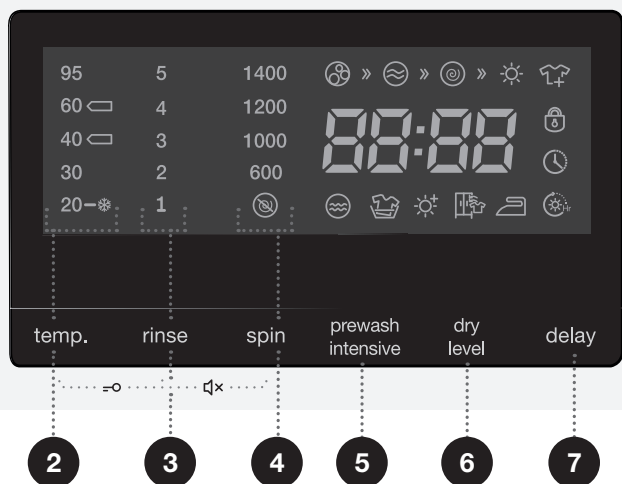 95 5 1400
60 4 1200
40 3 1000
30 2 600
20 1
88:88
Hr
temp. rinse spin prewash intensive dry level delay
2 3 4 5 6 7